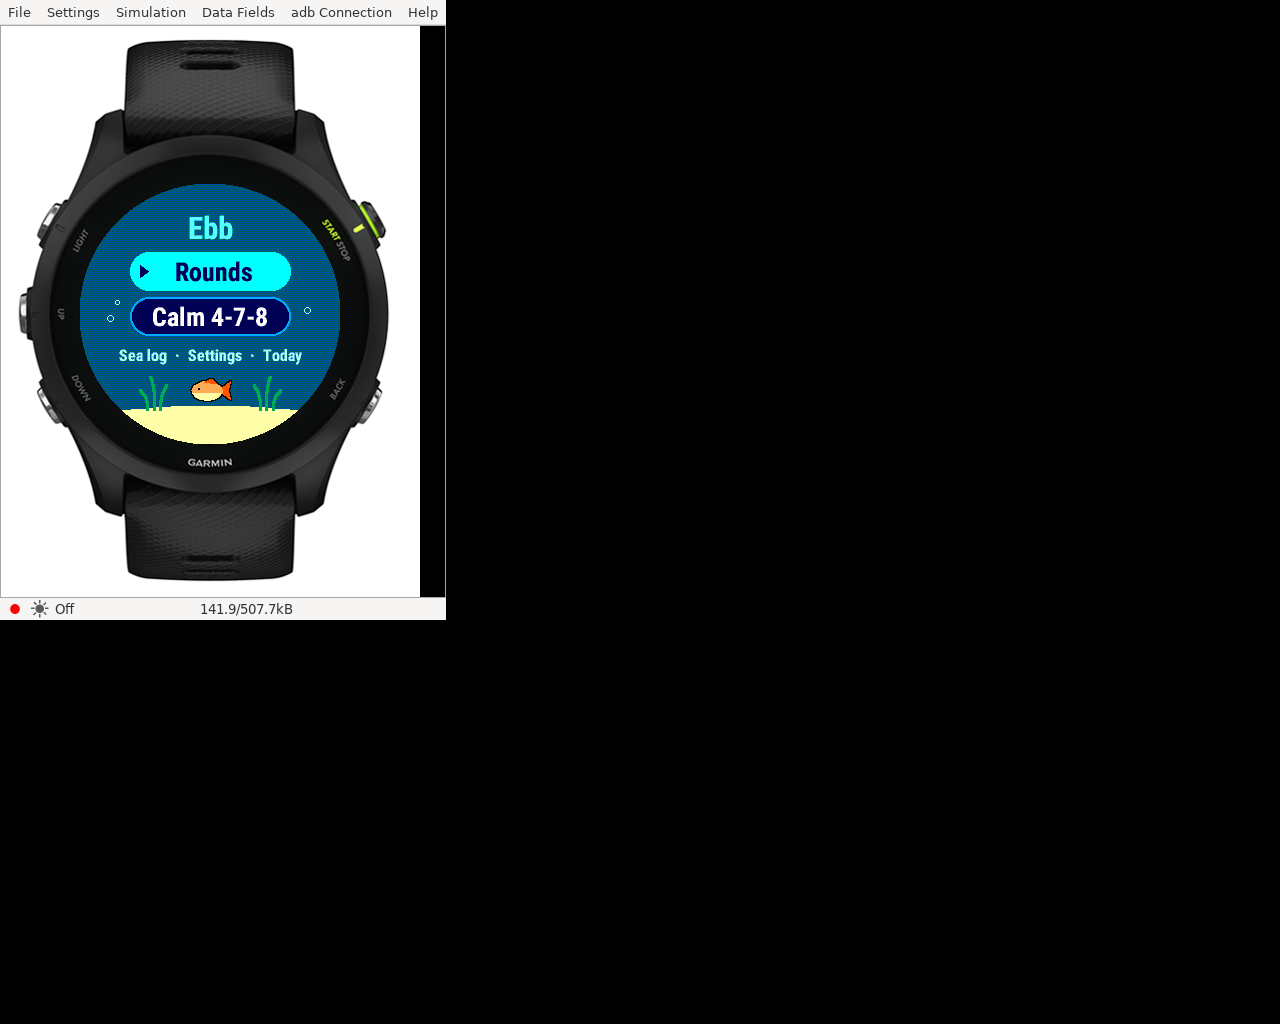 File Settings Simulation Data Fields adb Connection Help
LIGHT
START STOP
UP
DOWN
BACK
Ebb
Rounds
Calm 4-7-8
Sea log · Settings · Today
GARMIN
Off 141.9/507.7kB